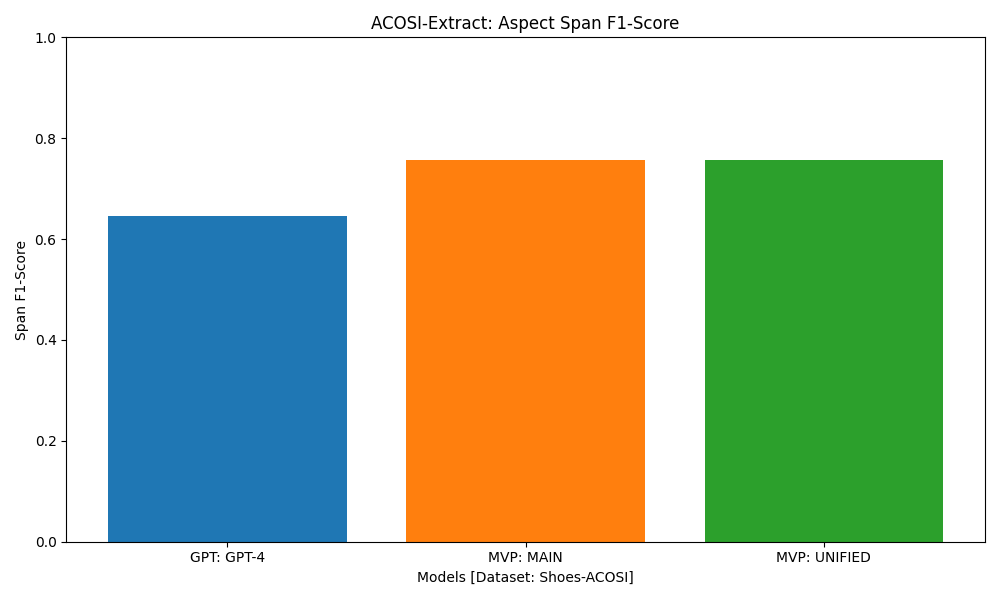 ACOSI-Extract: Aspect Span F1-Score
1.0
0.8
0.6
0.4
0.2
0.0
Span F1-Score
GPT: GPT-4
MVP: MAIN
MVP: UNIFIED
Models [Dataset: Shoes-ACOSI]